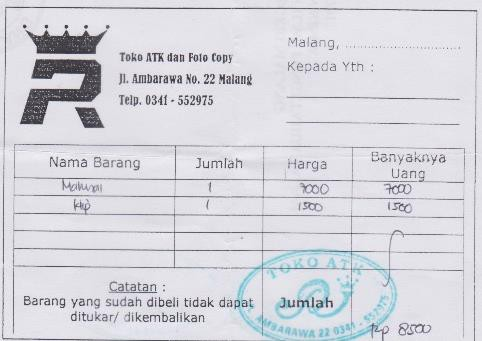 Toko ATK dan Foto Copy
Jl. Ambarawa No. 22 Malang
Telp. 0341 - 552975
Malang, ..............................
Kepada Yth :
Nama Barang Jumlah Harga Banyaknya Uang
1 7000 7000
klip 1 1500 1500
Catatan :
Barang yang sudah dibeli tidak dapat
ditukar/ dikembalikan
Jumlah
Rp 8500
TOKO ATK
JL. AMBARAWA 22 0341 - 552975